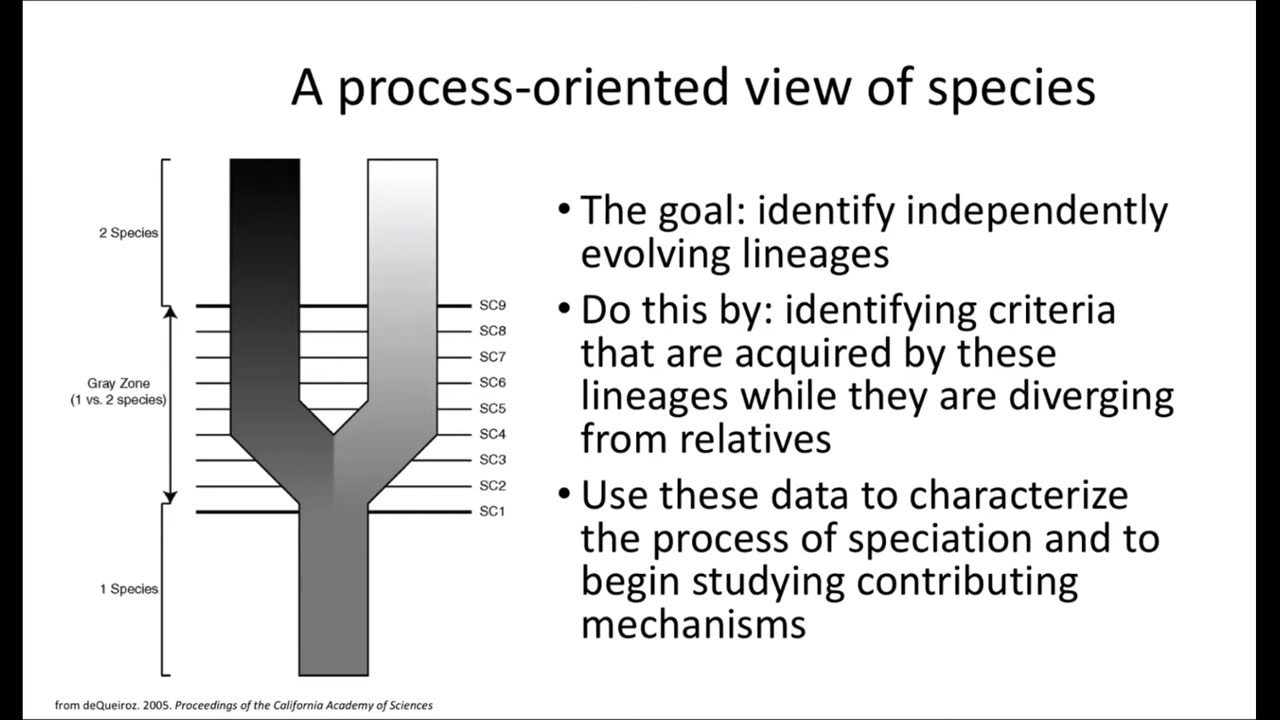 A process-oriented view of species
2 Species
SC9
SC8
SC7
SC6
Gray Zone
(1 vs. 2 species)
SC5
SC4
SC3
SC2
SC1
1 Species
• The goal: identify independently
evolving lineages
• Do this by: identifying criteria
that are acquired by these
lineages while they are diverging
from relatives
• Use these data to characterize
the process of speciation and to
begin studying contributing
mechanisms
from deQueiroz. 2005. Proceedings of the California Academy of Sciences